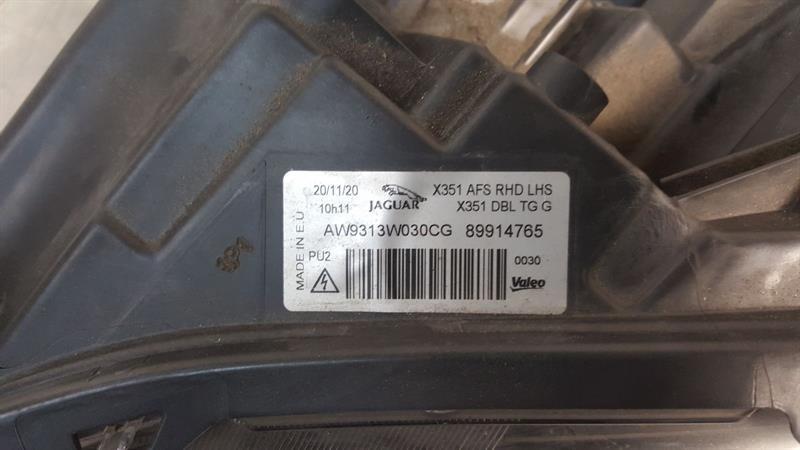 20/11/20 JAGUAR X351 AFS RHD LHS
10h11 X351 DBL TG G
AW9313W030CG 89914765
MADE IN E.U
PU2 0030
Valeo